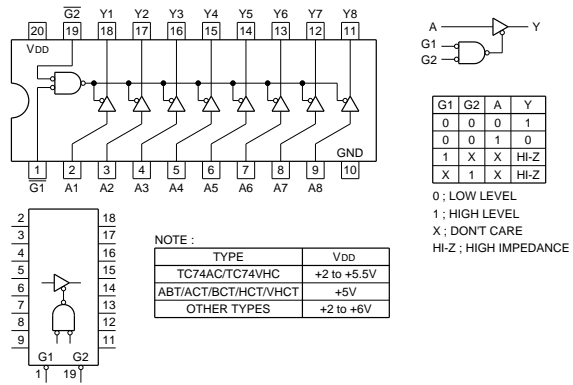 G2 Y1 Y2 Y3 Y4 Y5 Y6 Y7 Y8
20 19 18 17 16 15 14 13 12 11
VDD
GND
1 2 3 4 5 6 7 8 9 10
G1 A1 A2 A3 A4 A5 A6 A7 A8
A Y
G1
G2
G1 G2 A Y
0 0 0 1
0 0 1 0
1 X X HI-Z
X 1 X HI-Z
0 ; LOW LEVEL
1 ; HIGH LEVEL
X ; DON'T CARE
HI-Z ; HIGH IMPEDANCE
2 18
3 17
4 16
5 15
6 14
7 13
8 12
9 11
G1 G2
1 19
NOTE :
TYPE VDD
TC74AC/TC74VHC +2 to +5.5V
ABT/ACT/BCT/HCT/VHCT +5V
OTHER TYPES +2 to +6V